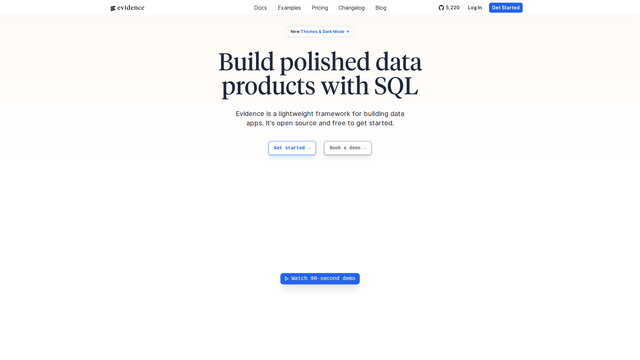 evidence
Docs Examples Pricing Changelog Blog
5,220 Log In Get Started
New Themes & Dark Mode →
Build polished data
products with SQL
Evidence is a lightweight framework for building data
apps. It's open source and free to get started.
Get started → Book a demo →
Watch 90-second demo